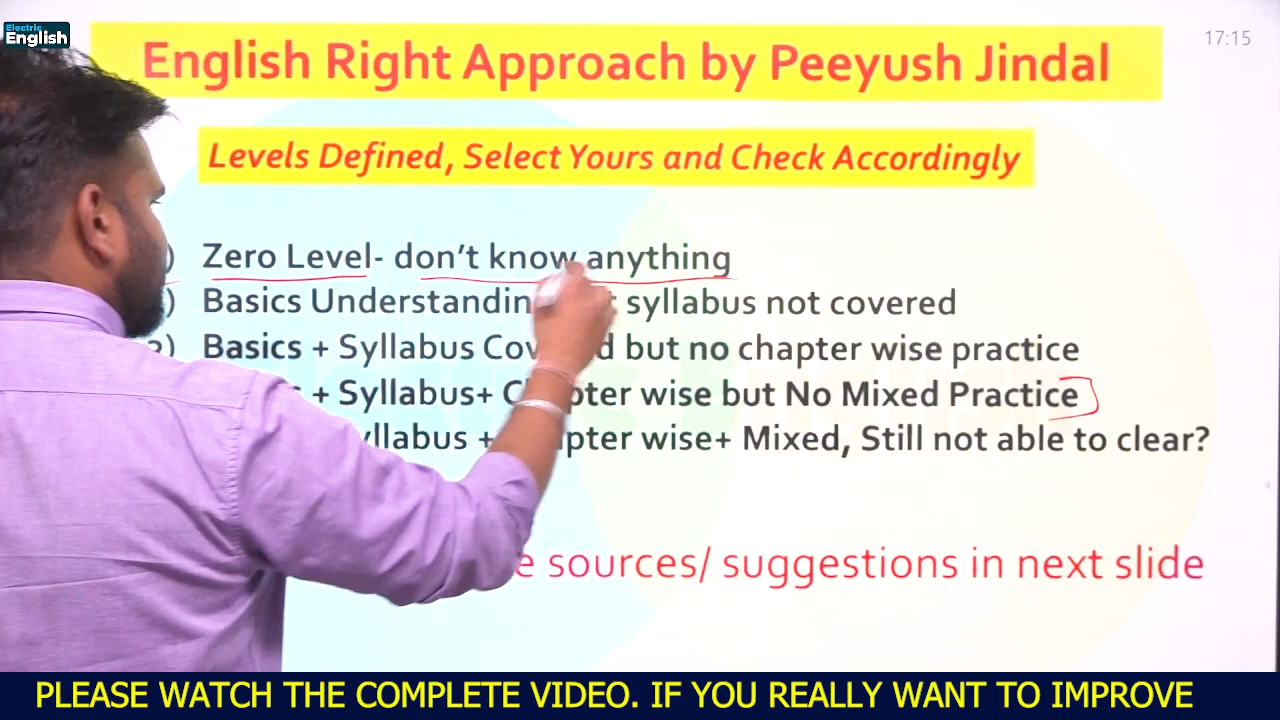 Electric
English
17:15
English Right Approach by Peeyush Jindal
Levels Defined, Select Yours and Check Accordingly
) Zero Level- don't know anything
) Basics Understandin syllabus not covered
) Basics + Syllabus Co d but no chapter wise practice
+ Syllabus+ C pter wise but No Mixed Practice
yllabus + pter wise+ Mixed, Still not able to clear?
e sources/ suggestions in next slide
PLEASE WATCH THE COMPLETE VIDEO. IF YOU REALLY WANT TO IMPROVE